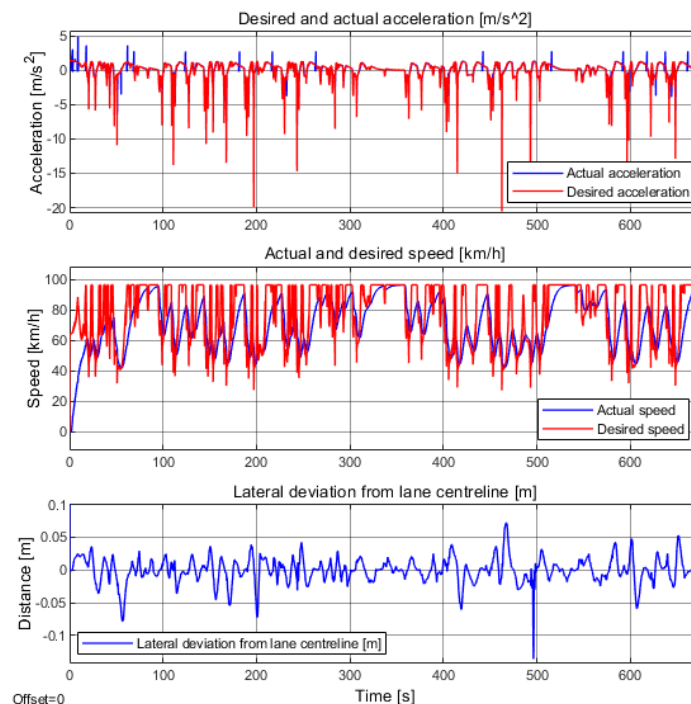 Desired and actual acceleration [m/s^2]
5
0
-5
-10
-15
-20
Acceleration [m/s²]
Actual acceleration
Desired acceleration
0 100 200 300 400 500 600
Actual and desired speed [km/h]
100
80
60
40
20
0
Speed [km/h]
Actual speed
Desired speed
0 100 200 300 400 500 600
Lateral deviation from lane centreline [m]
0.1
0.05
0
-0.05
-0.1
Distance [m]
Lateral deviation from lane centreline [m]
0 100 200 300 400 500 600
Time [s]
Offset=0